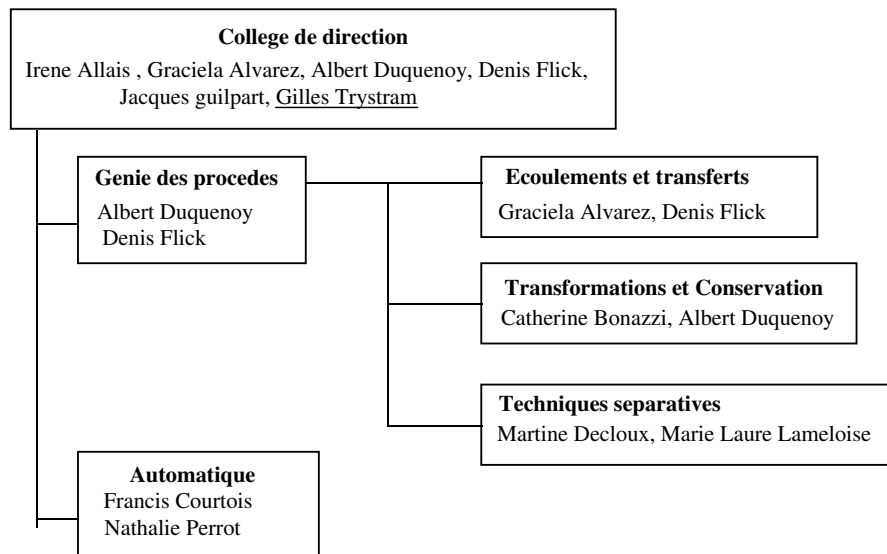 College de direction
Irene Allais , Graciela Alvarez, Albert Duquenoy, Denis Flick,
Jacques guilpart, Gilles Trystram
Genie des procedes
Albert Duquenoy
Denis Flick
Ecoulements et transferts
Graciela Alvarez, Denis Flick
Transformations et Conservation
Catherine Bonazzi, Albert Duquenoy
Techniques separatives
Martine Decloux, Marie Laure Lameloise
Automatique
Francis Courtois
Nathalie Perrot